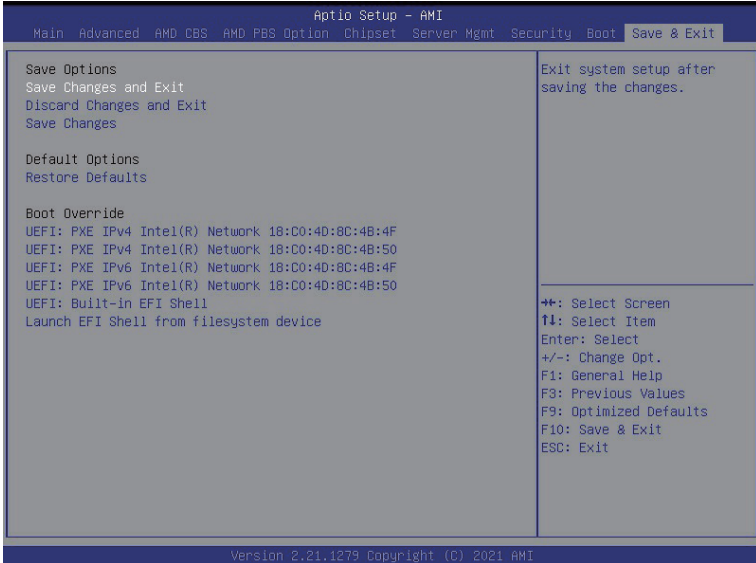 Aptio Setup – AMI
Main Advanced AMD CBS AMD PBS Option Chipset Server Mgmt Security Boot Save & Exit
Save Options
Save Changes and Exit
Discard Changes and Exit
Save Changes
Default Options
Restore Defaults
Boot Override
UEFI: PXE IPv4 Intel(R) Network 18:C0:4D:8C:4B:4F
UEFI: PXE IPv4 Intel(R) Network 18:C0:4D:8C:4B:50
UEFI: PXE IPv6 Intel(R) Network 18:C0:4D:8C:4B:4F
UEFI: PXE IPv6 Intel(R) Network 18:C0:4D:8C:4B:50
UEFI: Built-in EFI Shell
Launch EFI Shell from filesystem device
Exit system setup after
saving the changes.
→←: Select Screen
↑↓: Select Item
Enter: Select
+/-: Change Opt.
F1: General Help
F3: Previous Values
F9: Optimized Defaults
F10: Save & Exit
ESC: Exit
Version 2.21.1279 Copyright (C) 2021 AMI